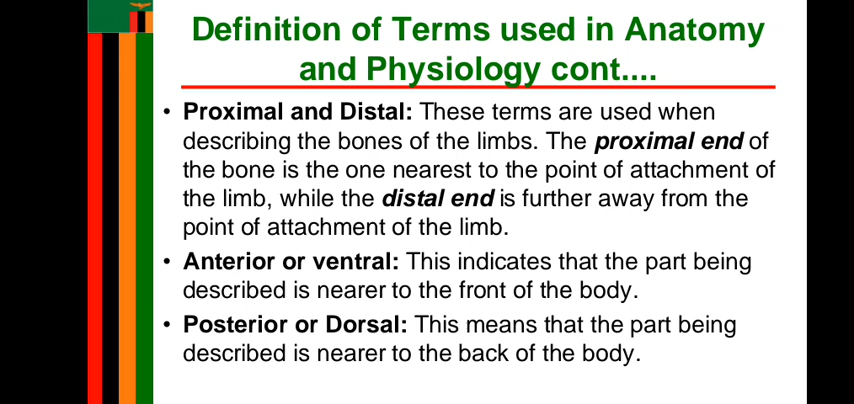 Definition of Terms used in Anatomy
and Physiology cont....
• Proximal and Distal: These terms are used when
describing the bones of the limbs. The proximal end of
the bone is the one nearest to the point of attachment of
the limb, while the distal end is further away from the
point of attachment of the limb.
• Anterior or ventral: This indicates that the part being
described is nearer to the front of the body.
• Posterior or Dorsal: This means that the part being
described is nearer to the back of the body.